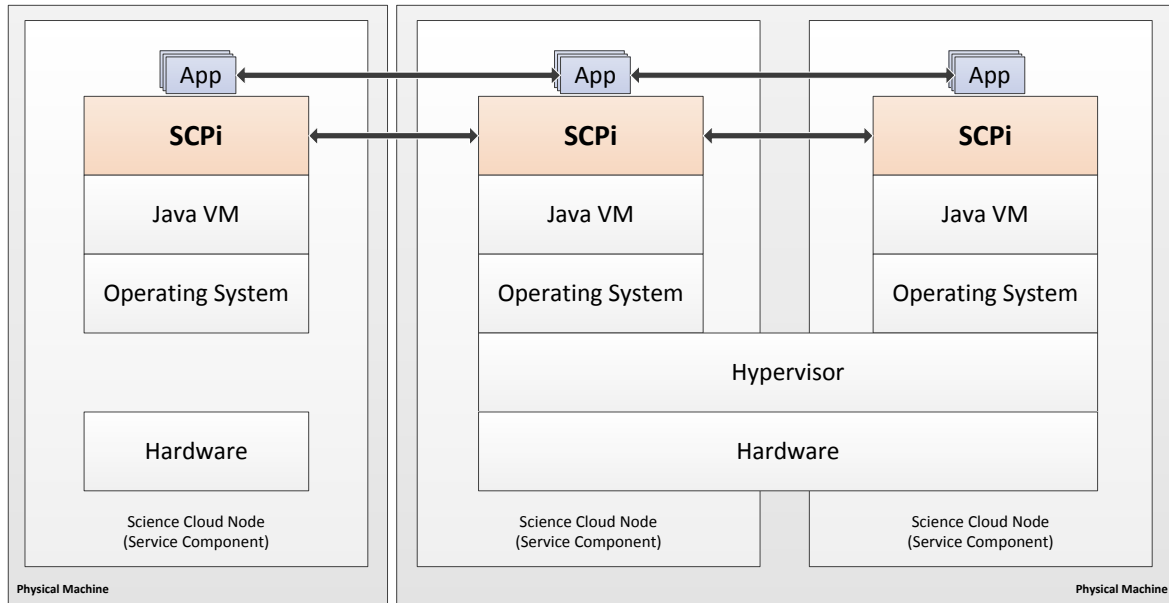 App
App
App
SCPi
SCPi
SCPi
Java VM
Java VM
Java VM
Operating System
Operating System
Operating System
Hypervisor
Hardware
Hardware
Science Cloud Node
(Service Component)
Science Cloud Node
(Service Component)
Science Cloud Node
(Service Component)
Physical Machine
Physical Machine